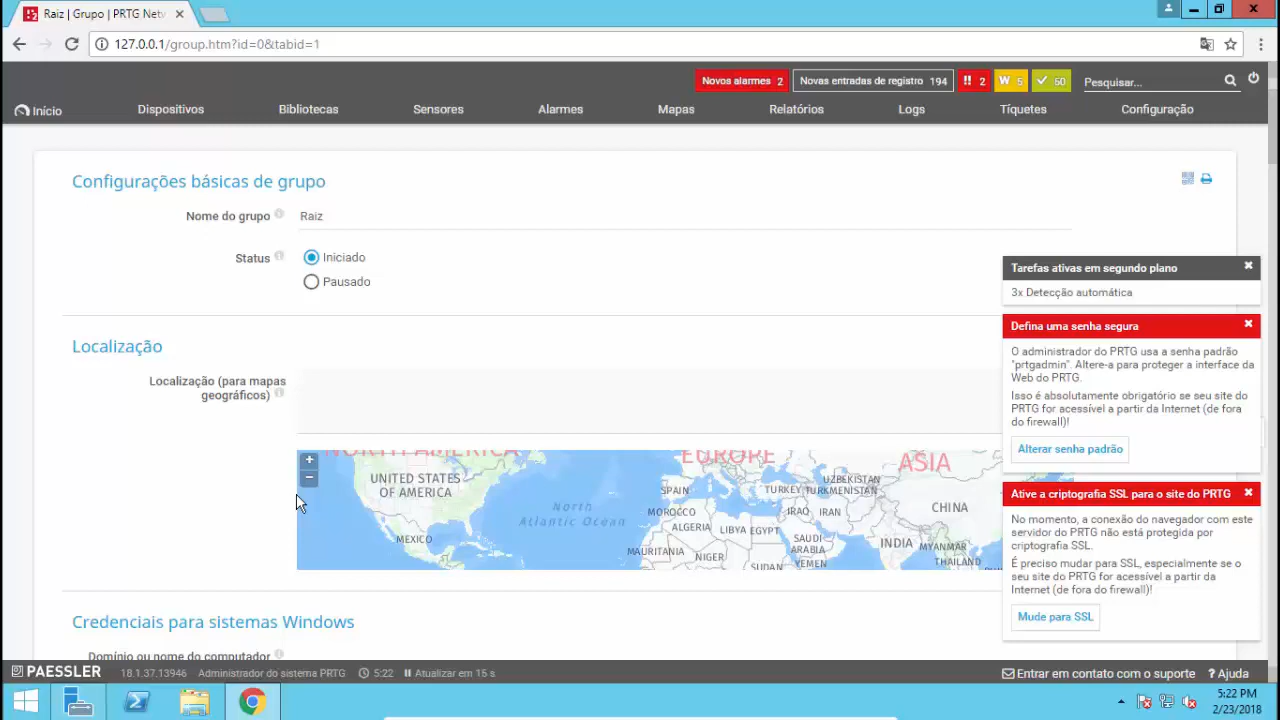 Raiz | Grupo | PRTG Netw
127.0.0.1/group.htm?id=0&tabid=1
Novos alarmes 2
Novas entradas de registro 194
!! 2
W 5
50
Pesquisar...
Início
Dispositivos
Bibliotecas
Sensores
Alarmes
Mapas
Relatórios
Logs
Tíquetes
Configuração
Configurações básicas de grupo
Nome do grupo
Raiz
Status
Iniciado
Pausado
Localização
Localização (para mapas
geográficos)
+
−
NORTH AMERICA
EUROPE
ASIA
UNITED STATES
OF AMERICA
MEXICO
North
Atlantic Ocean
SPAIN
MOROCCO
ALGERIA
LIBYA
EGYPT
MAURITANIA
NIGER
SUDAN
TURKEY
UZBEKISTAN
TURKMENISTAN
IRAQ
IRAN
SAUDI
ARABIA
YEMEN
INDIA
CHINA
MYANMAR
THAILAND
Credenciais para sistemas Windows
Domínio ou nome do computador
Tarefas ativas em segundo plano
3x Detecção automática
Defina uma senha segura
O administrador do PRTG usa a senha padrão
"prtgadmin". Altere-a para proteger a interface da
Web do PRTG.
Isso é absolutamente obrigatório se seu site do
PRTG for acessível a partir da Internet (de fora
do firewall)!
Alterar senha padrão
Ative a criptografia SSL para o site do PRTG
No momento, a conexão do navegador com este
servidor do PRTG não está protegida por
criptografia SSL.
É preciso mudar para SSL, especialmente se o
seu site do PRTG for acessível a partir da
Internet (de fora do firewall)!
Mude para SSL
PAESSLER
18.1.37.13946
Administrador do sistema PRTG
5:22
Atualizar em 15 s
Entrar em contato com o suporte
? Ajuda
5:22 PM
2/23/2018